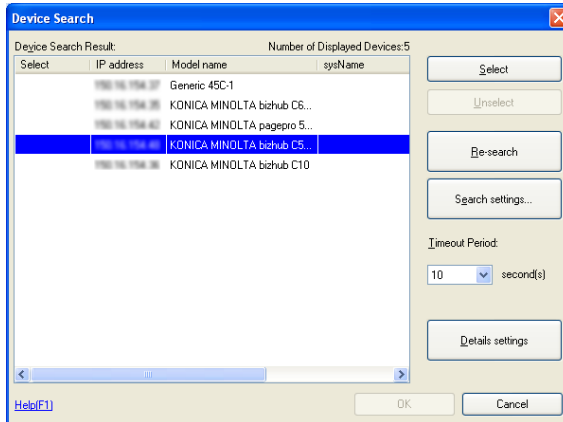 Device Search
Device Search Result: Number of Displayed Devices:5
Select IP address Model name sysName
Generic 45C-1
KONICA MINOLTA bizhub C6...
KONICA MINOLTA pagepro 5...
KONICA MINOLTA bizhub C5...
KONICA MINOLTA bizhub C10
Select
Unselect
Re-search
Search settings...
Timeout Period:
10 second(s)
Details settings
Help(F1)
OK Cancel